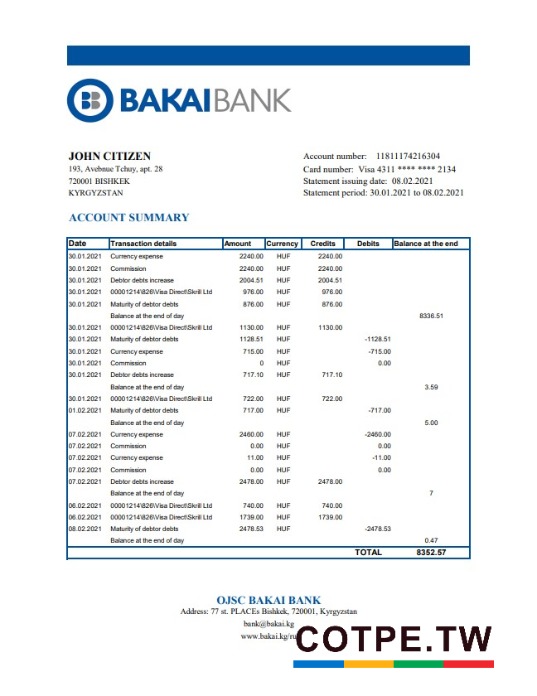 BAKAIBANK
JOHN CITIZEN
193, Avebnue Tchuy, apt. 28
720001 BISHKEK
KYRGYZSTAN
Account number: 11811174216304
Card number: Visa 4311 **** **** 2134
Statement issuing date: 08.02.2021
Statement period: 30.01.2021 to 08.02.2021
ACCOUNT SUMMARY
Date Transaction details Amount Currency Credits Debits Balance at the end
30.01.2021 Currency expense 2240.00 HUF 2240.00
30.01.2021 Commission 2240.00 HUF 2240.00
30.01.2021 Debtor debts increase 2004.51 HUF 2004.51
30.01.2021 00001214\826\Visa Direct\Skrill Ltd 976.00 HUF 976.00
30.01.2021 Maturity of debtor debts 876.00 HUF 876.00
Balance at the end of day 8336.51
30.01.2021 00001214\826\Visa Direct\Skrill Ltd 1130.00 HUF 1130.00
30.01.2021 Maturity of debtor debts 1128.51 HUF -1128.51
30.01.2021 Currency expense 715.00 HUF -715.00
30.01.2021 Commission 0 HUF 0.00
30.01.2021 Debtor debts increase 717.10 HUF 717.10
Balance at the end of day 3.59
30.01.2021 00001214\826\Visa Direct\Skrill Ltd 722.00 HUF 722.00
01.02.2021 Maturity of debtor debts 717.00 HUF -717.00
Balance at the end of day 5.00
07.02.2021 Currency expense 2460.00 HUF -2460.00
07.02.2021 Commission 0.00 HUF 0.00
07.02.2021 Currency expense 11.00 HUF -11.00
07.02.2021 Commission 0.00 HUF 0.00
07.02.2021 Debtor debts increase 2478.00 HUF 2478.00
Balance at the end of day 7
06.02.2021 00001214\826\Visa Direct\Skrill Ltd 740.00 HUF 740.00
06.02.2021 00001214\826\Visa Direct\Skrill Ltd 1739.00 HUF 1739.00
08.02.2021 Maturity of debtor debts 2478.53 HUF -2478.53
Balance at the end of day 0.47
TOTAL 8352.57
OJSC BAKAI BANK
Address: 77 st. PLACEs Bishkek, 720001, Kyrgyzstan
bank@bakai.kg
www.bakai.kg/ru
COTPE.TW